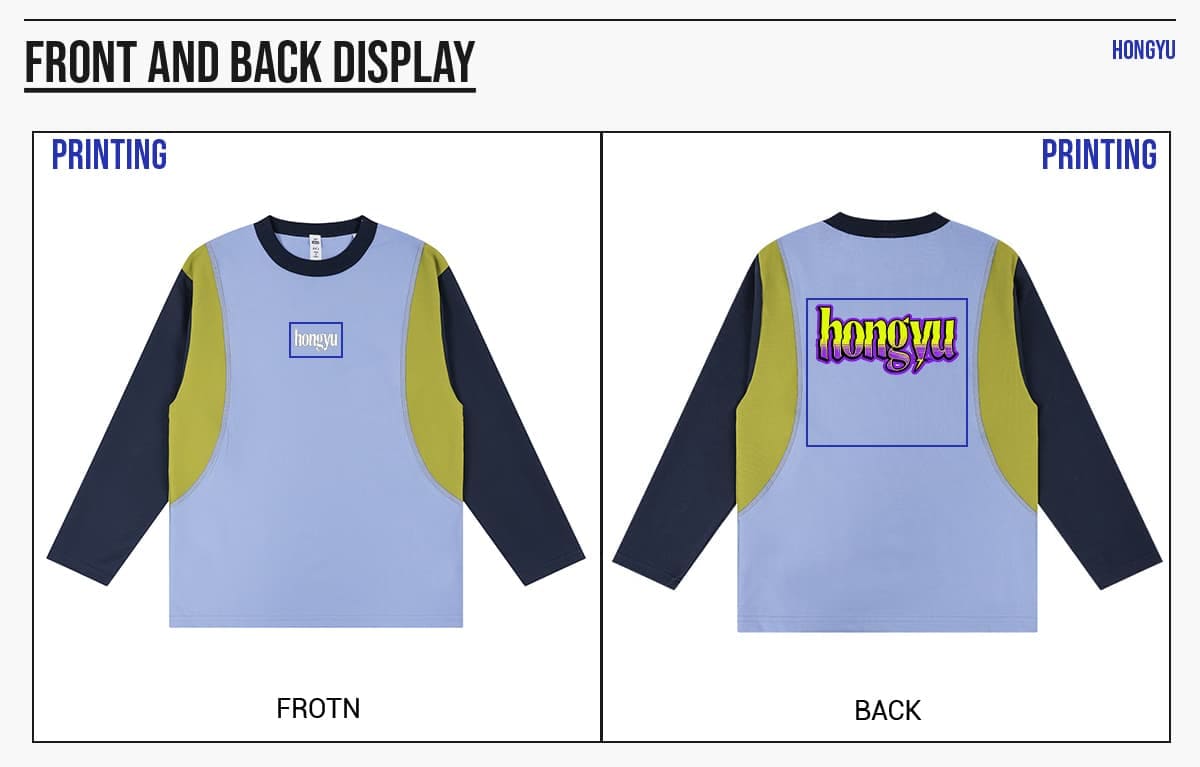 FRONT AND BACK DISPLAY
HONGYU
PRINTING
PRINTING
hongyu
hongyu
FROTN
BACK